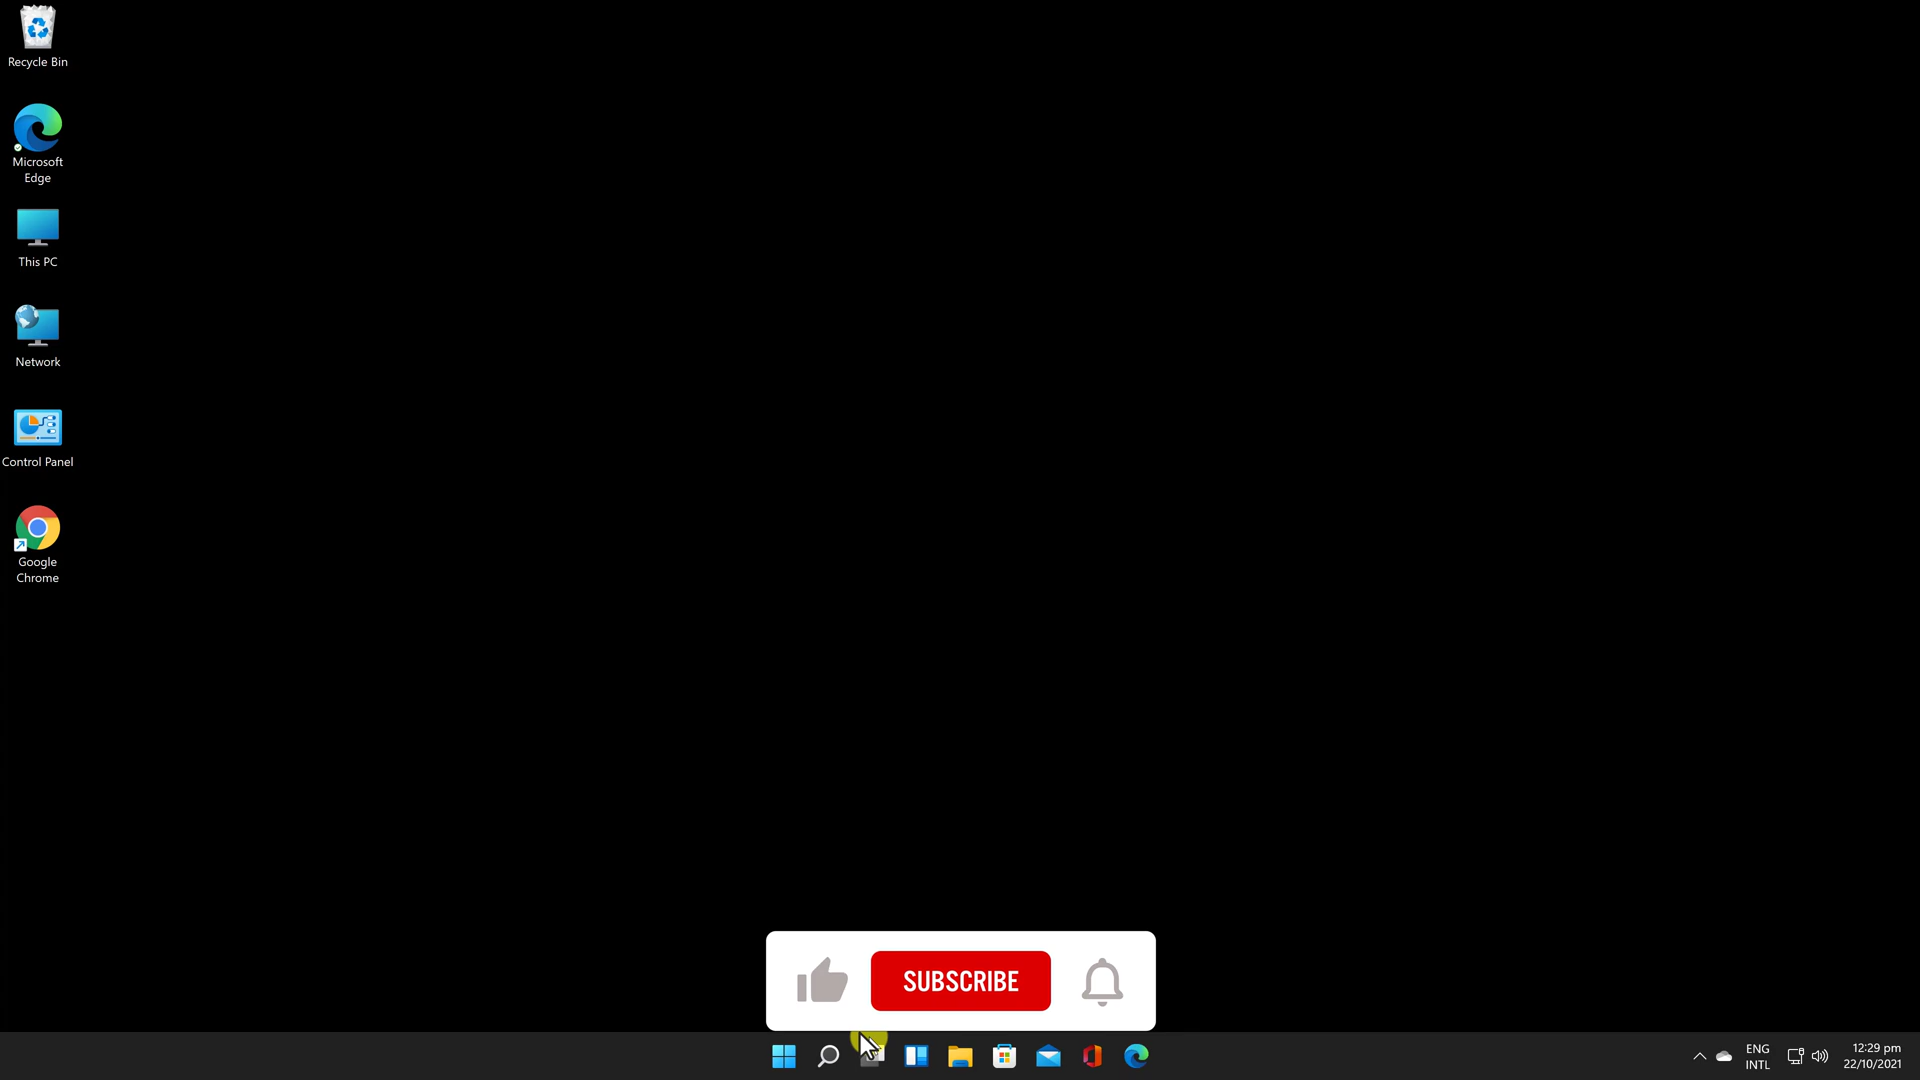 Recycle Bin
Microsoft
Edge
This PC
Network
Control Panel
Google
Chrome
SUBSCRIBE
ENG
INTL
12:29 pm
22/10/2021